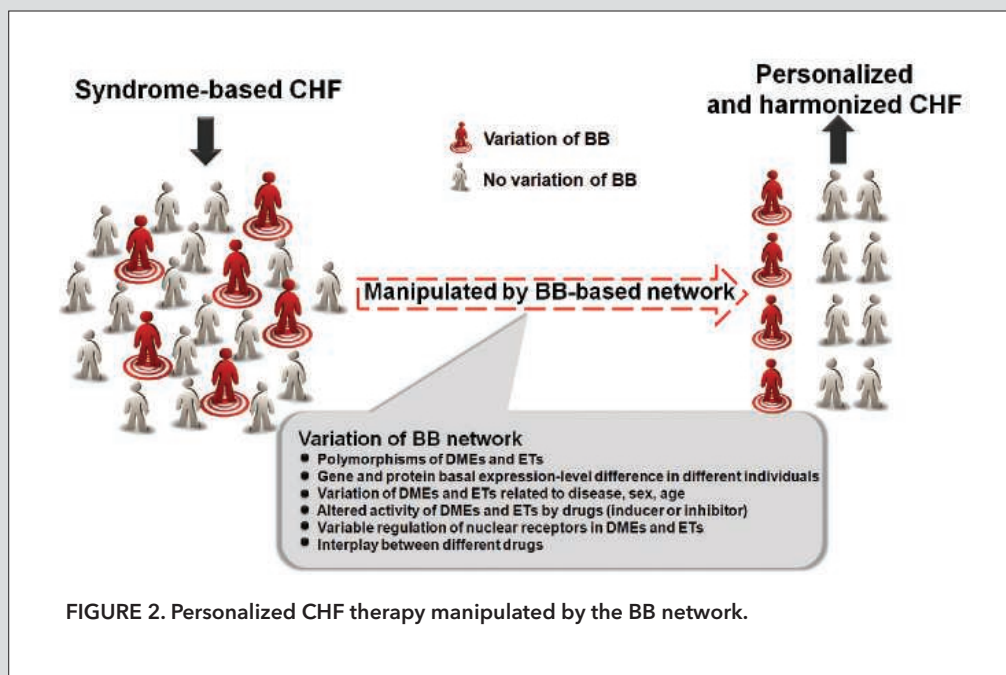 Syndrome-based CHF
Personalized
and harmonized CHF
Variation of BB
No variation of BB
Manipulated by BB-based network
Variation of BB network
● Polymorphisms of DMEs and ETs
● Gene and protein basal expression-level difference in different individuals
● Variation of DMEs and ETs related to disease, sex, age
● Altered activity of DMEs and ETs by drugs (inducer or inhibitor)
● Variable regulation of nuclear receptors in DMEs and ETs
● Interplay between different drugs
FIGURE 2. Personalized CHF therapy manipulated by the BB network.